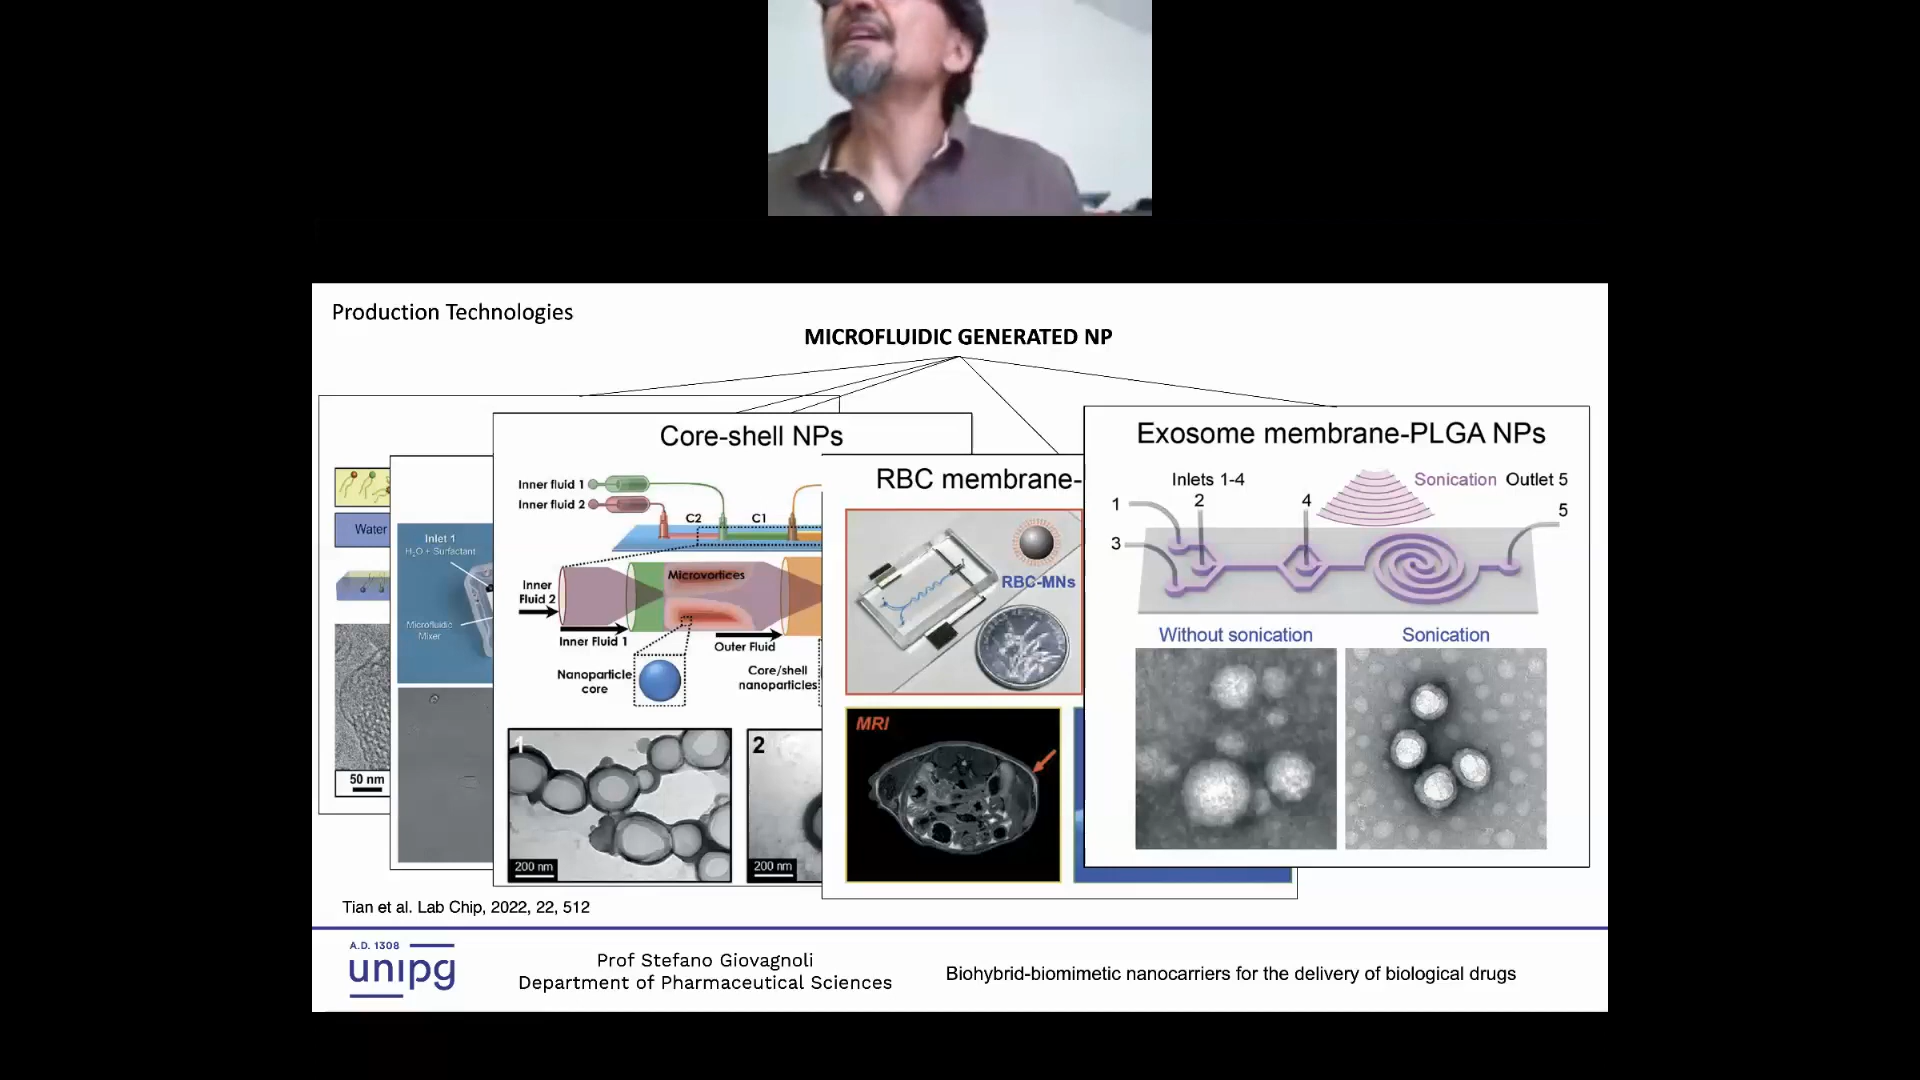 Production Technologies
MICROFLUIDIC GENERATED NP
Water
50 nm
Inlet 1
H₂O + Surfactant
Microfluidic
Mixer
Core-shell NPs
Inner fluid 1
Inner fluid 2
C2
C1
Microvortices
Inner
Fluid 2
Inner Fluid 1
Outer Fluid
Nanoparticle
core
Core/shell
nanoparticles
1
200 nm
2
200 nm
RBC membrane-
RBC-MNs
MRI
Exosome membrane-PLGA NPs
Inlets 1-4
Sonication
Outlet 5
1
2
3
4
5
Without sonication
Sonication
Tian et al. Lab Chip, 2022, 22, 512
A.D. 1308
unipg
Prof Stefano Giovagnoli
Department of Pharmaceutical Sciences
Biohybrid-biomimetic nanocarriers for the delivery of biological drugs